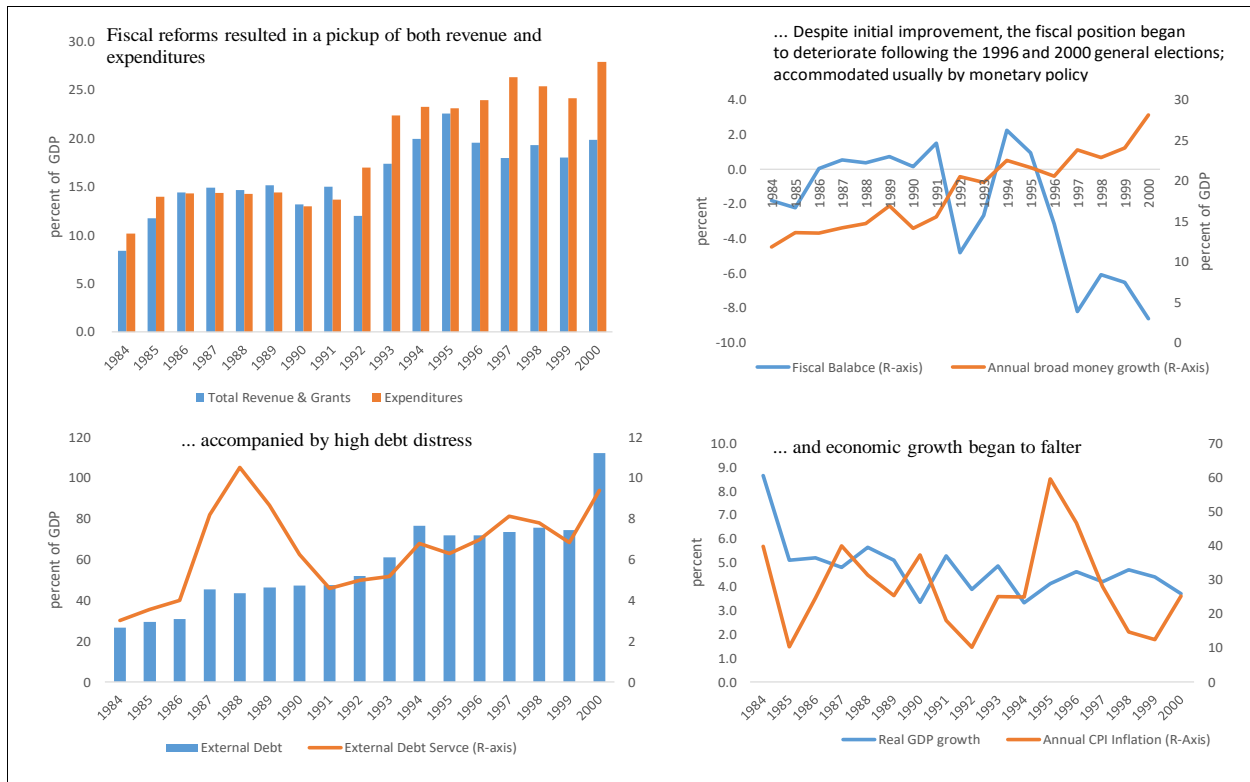 Fiscal reforms resulted in a pickup of both revenue and
expenditures
30.0
25.0
20.0
15.0
10.0
5.0
0.0
percent of GDP
1984 1985 1986 1987 1988 1989 1990 1991 1992 1993 1994 1995 1996 1997 1998 1999 2000
Total Revenue & Grants Expenditures
... Despite initial improvement, the fiscal position began
to deteriorate following the 1996 and 2000 general elections;
accommodated usually by monetary policy
4.0
2.0
0.0
-2.0
-4.0
-6.0
-8.0
-10.0
percent
1984 1985 1986 1987 1988 1989 1990 1991 1992 1993 1994 1995 1996 1997 1998 1999 2000
30
25
20
15
10
5
0
percent of GDP
Fiscal Balabce (R-axis) Annual broad money growth (R-Axis)
... accompanied by high debt distress
120
100
80
60
40
20
0
percent of GDP
12
10
8
6
4
2
0
1984 1985 1986 1987 1988 1989 1990 1991 1992 1993 1994 1995 1996 1997 1998 1999 2000
External Debt External Debt Servce (R-axis)
... and economic growth began to falter
10.0
9.0
8.0
7.0
6.0
5.0
4.0
3.0
2.0
1.0
0.0
percent
70
60
50
40
30
20
10
0
1984 1985 1986 1987 1988 1989 1990 1991 1992 1993 1994 1995 1996 1997 1998 1999 2000
Real GDP growth Annual CPI Inflation (R-Axis)